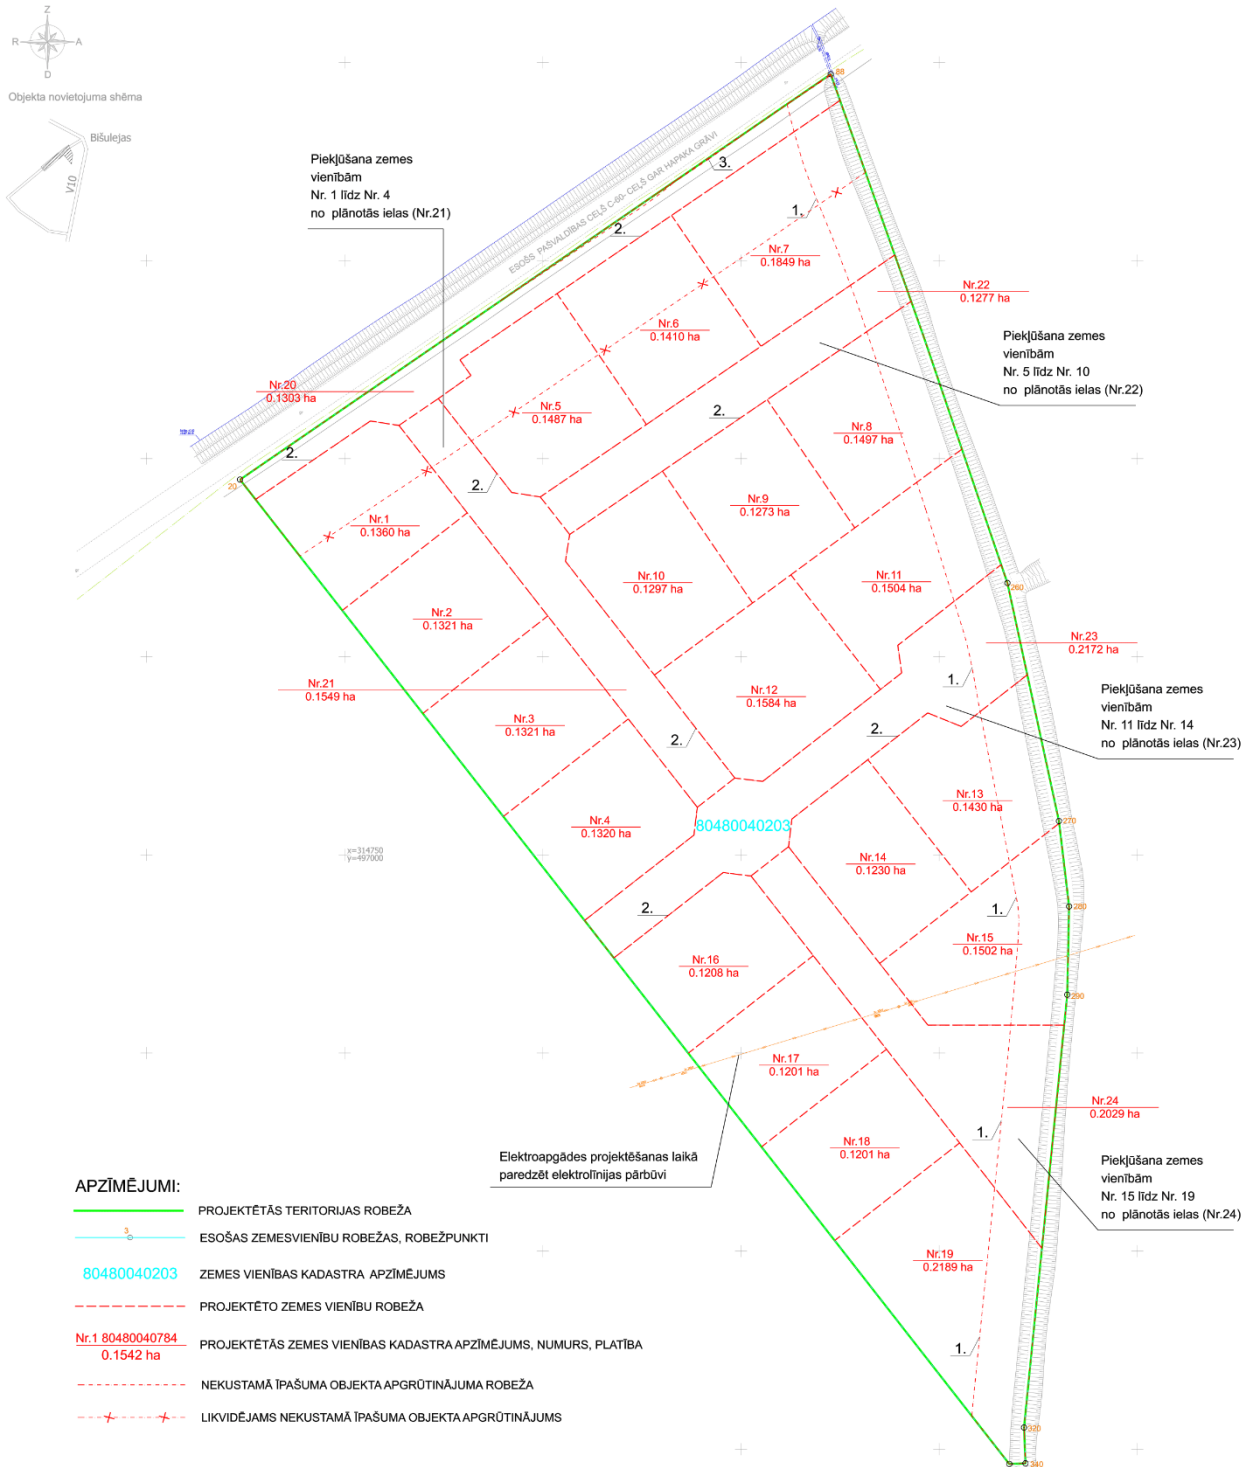 Z
R A
D
Objekta novietojuma shēma
Bišulejas
V10
Piekļūšana zemes
vienībām
Nr. 1 līdz Nr. 4
no plānotās ielas (Nr.21)
ESOŠS PAŠVALDĪBAS CEĻŠ C-60- CEĻŠ GAR HAPAKA GRĀVI
88
3.
1.
2.
Nr.7
0.1849 ha
Nr.22
0.1277 ha
Nr.6
0.1410 ha
Piekļūšana zemes
vienībām
Nr. 5 līdz Nr. 10
no plānotās ielas (Nr.22)
Nr.20
0.1303 ha
Nr.5
0.1487 ha
2.
Nr.8
0.1497 ha
2.
20
2.
Nr.9
0.1273 ha
Nr.1
0.1360 ha
Nr.10
0.1297 ha
Nr.11
0.1504 ha
260
Nr.2
0.1321 ha
Nr.23
0.2172 ha
Nr.21
0.1549 ha
1.
Nr.12
0.1584 ha
Piekļūšana zemes
vienībām
Nr. 11 līdz Nr. 14
no plānotās ielas (Nr.23)
Nr.3
0.1321 ha
2.
2.
Nr.13
0.1430 ha
Nr.4
0.1320 ha
80480040203
270
x=314750
y=497000
Nr.14
0.1230 ha
2.
1.
280
Nr.15
0.1502 ha
Nr.16
0.1208 ha
290
Nr.17
0.1201 ha
Nr.24
0.2029 ha
1.
Nr.18
0.1201 ha
Elektroapgādes projektēšanas laikā
paredzēt elektrolīnijas pārbūvi
Piekļūšana zemes
vienībām
Nr. 15 līdz Nr. 19
no plānotās ielas (Nr.24)
Nr.19
0.2189 ha
1.
320
340
APZĪMĒJUMI:
PROJEKTĒTĀS TERITORIJAS ROBEŽA
3
ESOŠAS ZEMESVIENĪBU ROBEŽAS, ROBEŽPUNKTI
80480040203 ZEMES VIENĪBAS KADASTRA APZĪMĒJUMS
PROJEKTĒTO ZEMES VIENĪBU ROBEŽA
Nr.1 80480040784
0.1542 ha
PROJEKTĒTĀS ZEMES VIENĪBAS KADASTRA APZĪMĒJUMS, NUMURS, PLATĪBA
NEKUSTAMĀ ĪPAŠUMA OBJEKTA APGRŪTINĀJUMA ROBEŽA
LIKVIDĒJAMS NEKUSTAMĀ ĪPAŠUMA OBJEKTA APGRŪTINĀJUMS